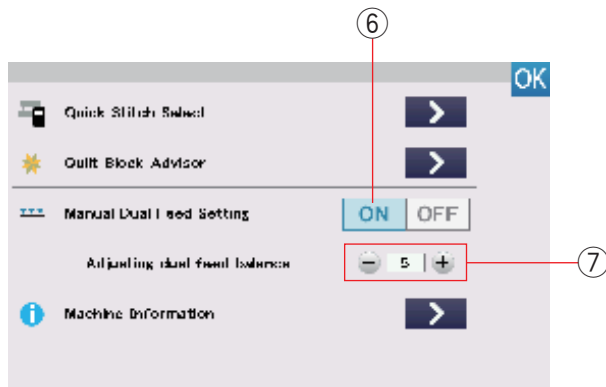 ⑥
OK
Quick Stitch Select
Quilt Block Advisor
Manual Dual Feed Setting ON OFF
Adjusting dual feed balance − 5 + ⑦
Machine Information